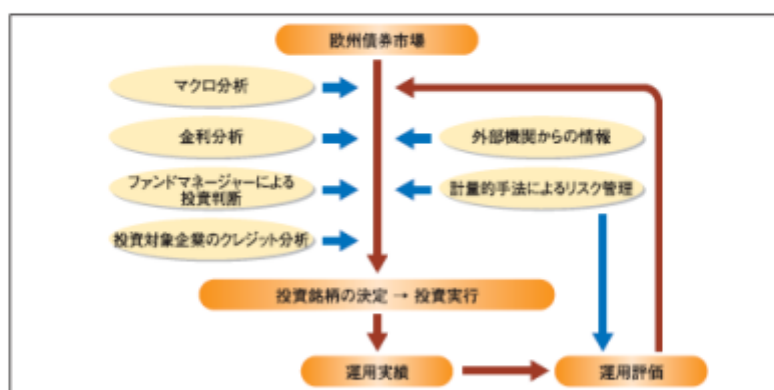 欧州債券市場
マクロ分析
金利分析
外部機関からの情報
ファンドマネージャーによる
投資判断
計量的手法によるリスク管理
投資対象企業のクレジット分析
投資銘柄の決定 → 投資実行
運用実績
運用評価